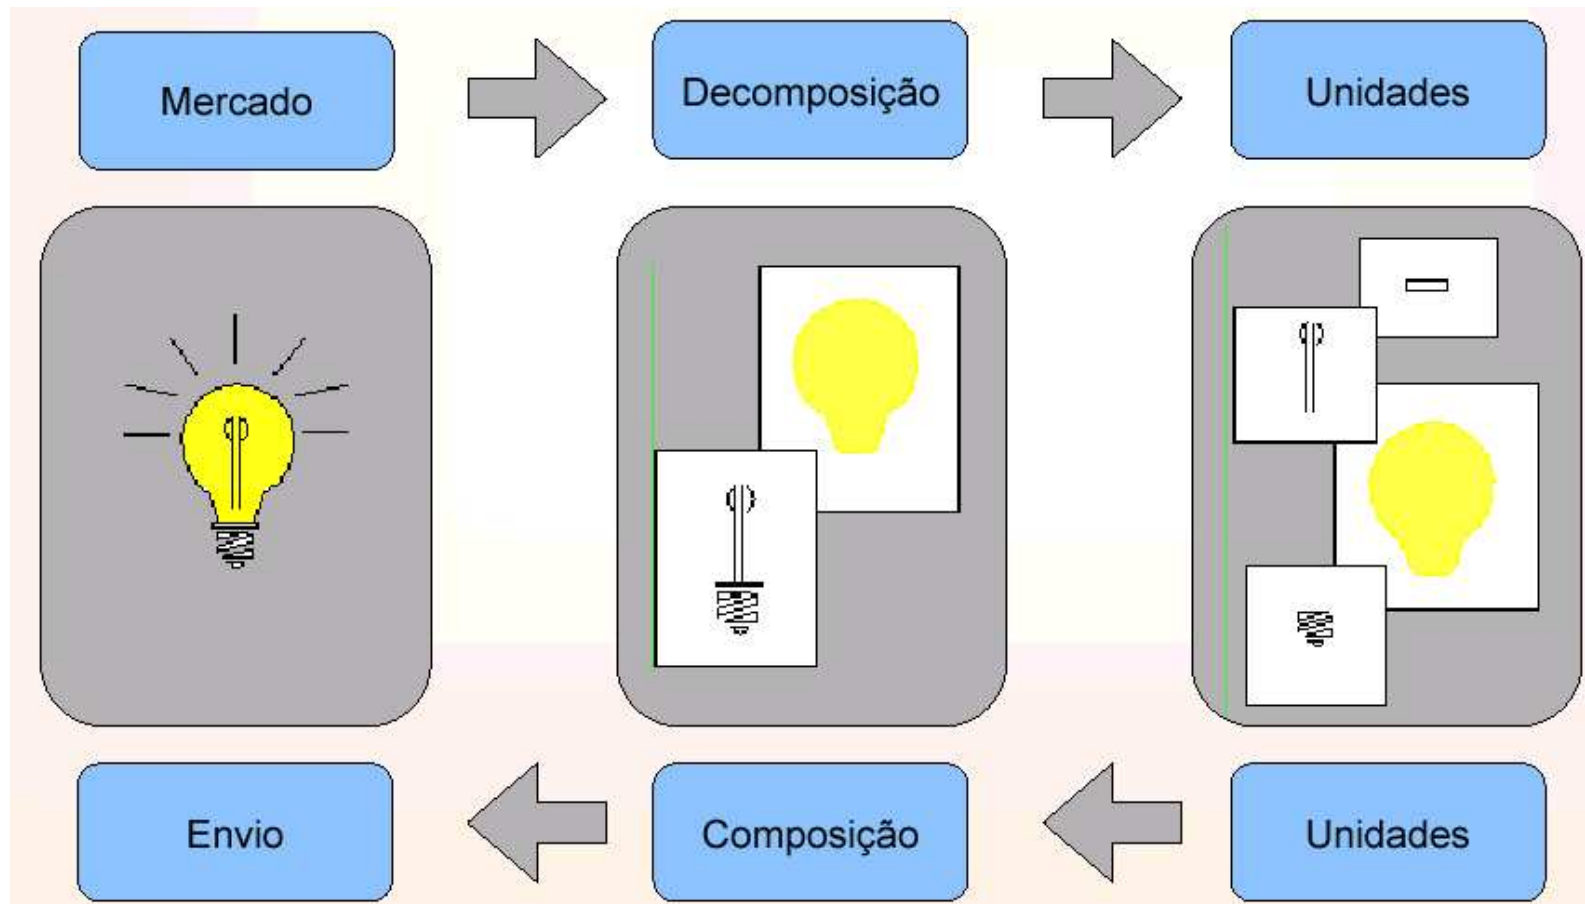 Mercado
Decomposição
Unidades
Envio
Composição
Unidades